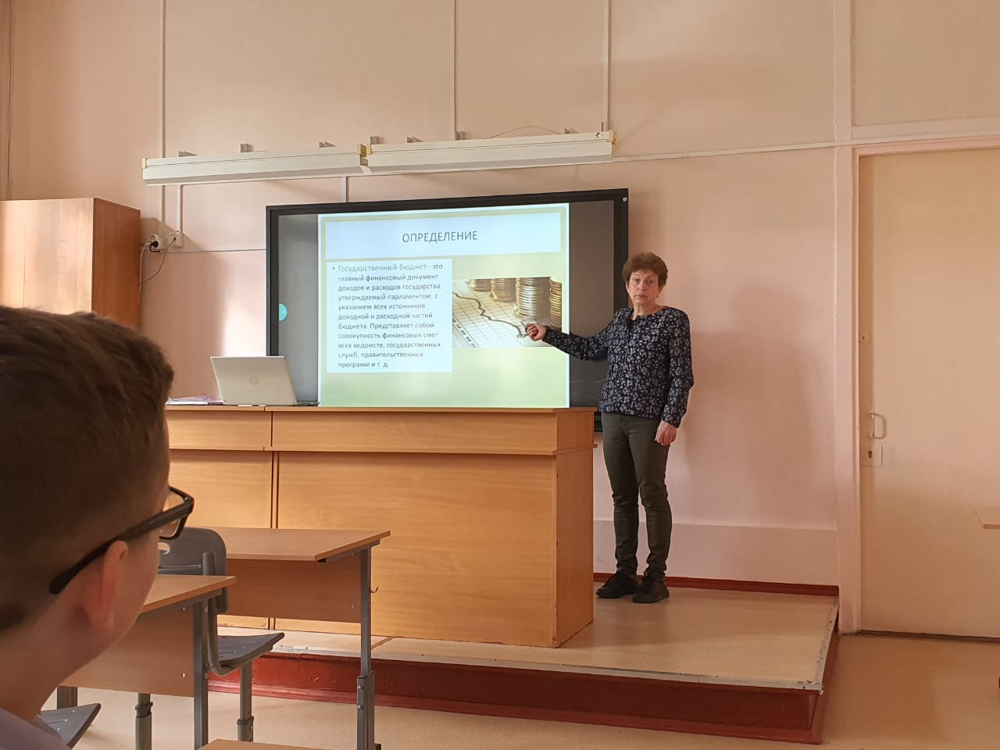 ОПРЕДЕЛЕНИЕ
• Государственный бюджет - это
главный финансовый документ
доходов и расходов государства,
утверждаемый парламентом, с
указанием всех источников
доходной и расходной частей
бюджета. Представляет собой
совокупность финансовых смет
всех ведомств, государственных
служб, правительственных
программ и т. д.
hp